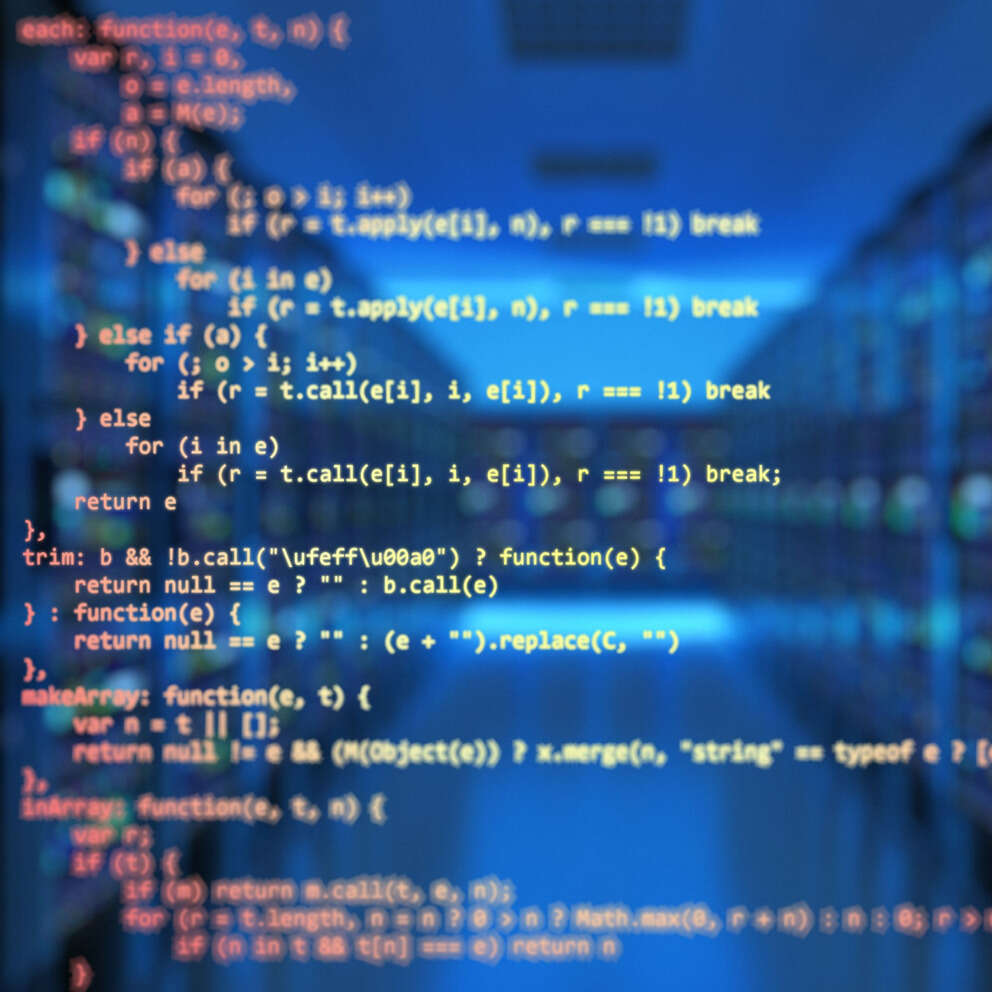 each: function(e, t, n) {
var r, i = 0,
o = e.length,
a = M(e);
if (n) {
if (a) {
for (; o > i; i++)
if (r = t.apply(e[i], n), r === !1) break
} else
for (i in e)
if (r = t.apply(e[i], n), r === !1) break
} else if (a) {
for (; o > i; i++)
if (r = t.call(e[i], i, e[i]), r === !1) break
} else
for (i in e)
if (r = t.call(e[i], i, e[i]), r === !1) break;
return e
},
trim: b && !b.call("\ufeff\u00a0") ? function(e) {
return null == e ? "" : b.call(e)
} : function(e) {
return null == e ? "" : (e + "").replace(C, "")
},
makeArray: function(e, t) {
var n = t || [];
return null != e && (M(Object(e)) ? x.merge(n, "string" == typeof e ? [
},
inArray: function(e, t, n) {
var r;
if (t) {
if (m) return m.call(t, e, n);
for (r = t.length, n = n ? 0 > n ? Math.max(0, r + n) : n : 0; r >
if (n in t && t[n] === e) return n
}